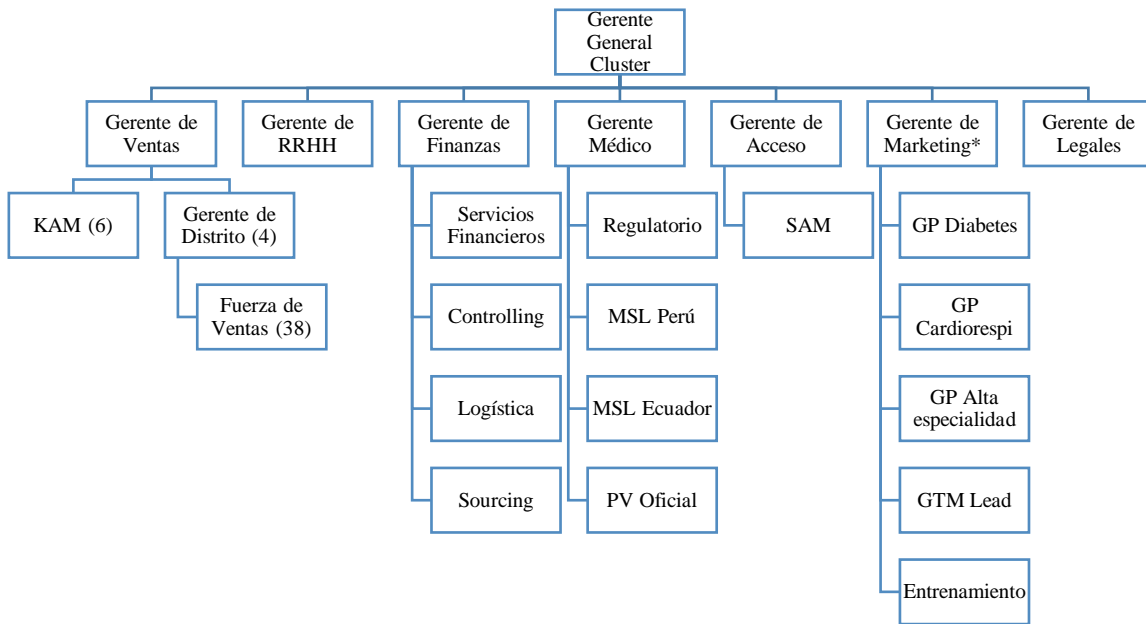 Gerente
General
Cluster
Gerente de
Ventas
Gerente de
RRHH
Gerente de
Finanzas
Gerente
Médico
Gerente de
Acceso
Gerente de
Marketing*
Gerente de
Legales
KAM (6)
Gerente de
Distrito (4)
Fuerza de
Ventas (38)
Servicios
Financieros
Controlling
Logística
Sourcing
Regulatorio
MSL Perú
MSL Ecuador
PV Oficial
SAM
GP Diabetes
GP
Cardiorespi
GP Alta
especialidad
GTM Lead
Entrenamiento